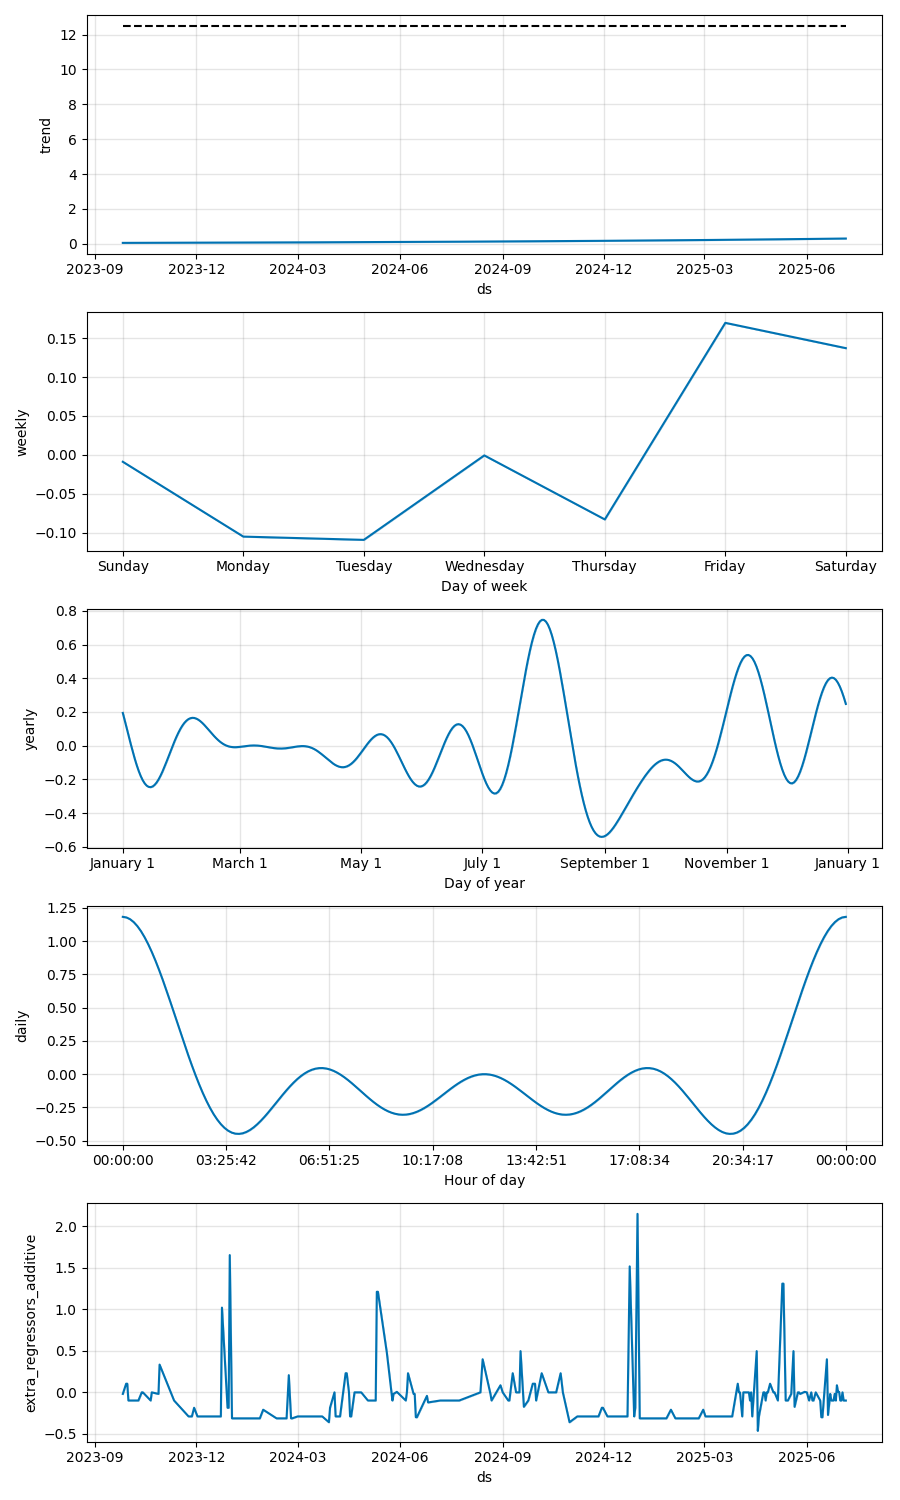 12
10
8
6
4
2
0
trend
2023-09 2023-12 2024-03 2024-06 2024-09 2024-12 2025-03 2025-06
ds
0.15
0.10
0.05
0.00
−0.05
−0.10
weekly
Sunday Monday Tuesday Wednesday Thursday Friday Saturday
Day of week
0.8
0.6
0.4
0.2
0.0
−0.2
−0.4
−0.6
yearly
January 1 March 1 May 1 July 1 September 1 November 1 January 1
Day of year
1.25
1.00
0.75
0.50
0.25
0.00
−0.25
−0.50
daily
00:00:00 03:25:42 06:51:25 10:17:08 13:42:51 17:08:34 20:34:17 00:00:00
Hour of day
2.0
1.5
1.0
0.5
0.0
−0.5
extra_regressors_additive
2023-09 2023-12 2024-03 2024-06 2024-09 2024-12 2025-03 2025-06
ds